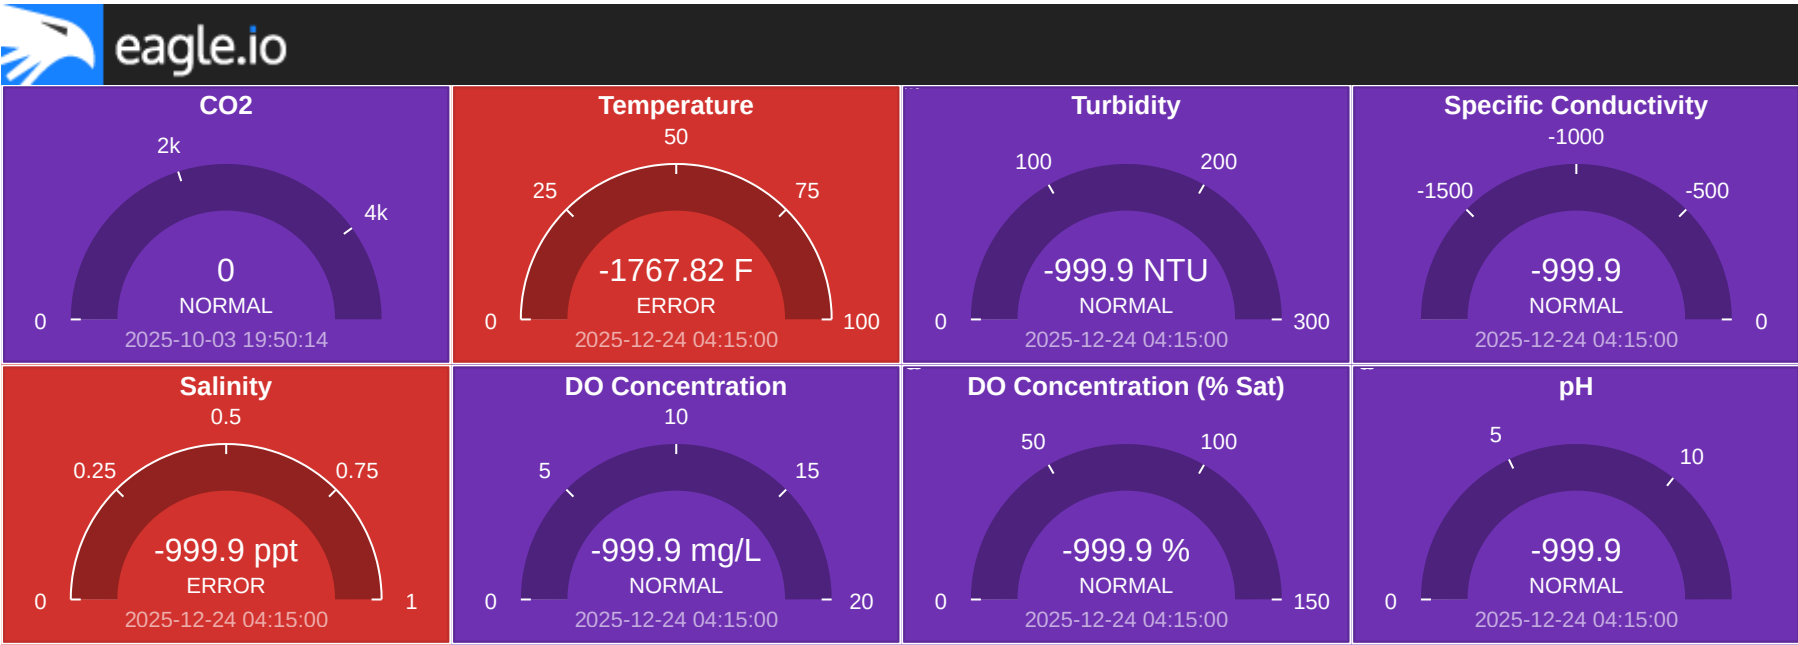 eagle.io
CO2
2k
4k
0
0
NORMAL
2025-10-03 19:50:14
Temperature
50
25
75
-1767.82 F
ERROR
0
100
2025-12-24 04:15:00
Turbidity
100
200
-999.9 NTU
NORMAL
0
300
2025-12-24 04:15:00
Specific Conductivity
-1000
-1500
-500
-999.9
NORMAL
0
2025-12-24 04:15:00
Salinity
0.5
0.25
0.75
-999.9 ppt
ERROR
0
1
2025-12-24 04:15:00
DO Concentration
10
5
15
-999.9 mg/L
NORMAL
0
20
2025-12-24 04:15:00
DO Concentration (% Sat)
50
100
-999.9 %
NORMAL
0
150
2025-12-24 04:15:00
pH
5
10
-999.9
NORMAL
0
2025-12-24 04:15:00